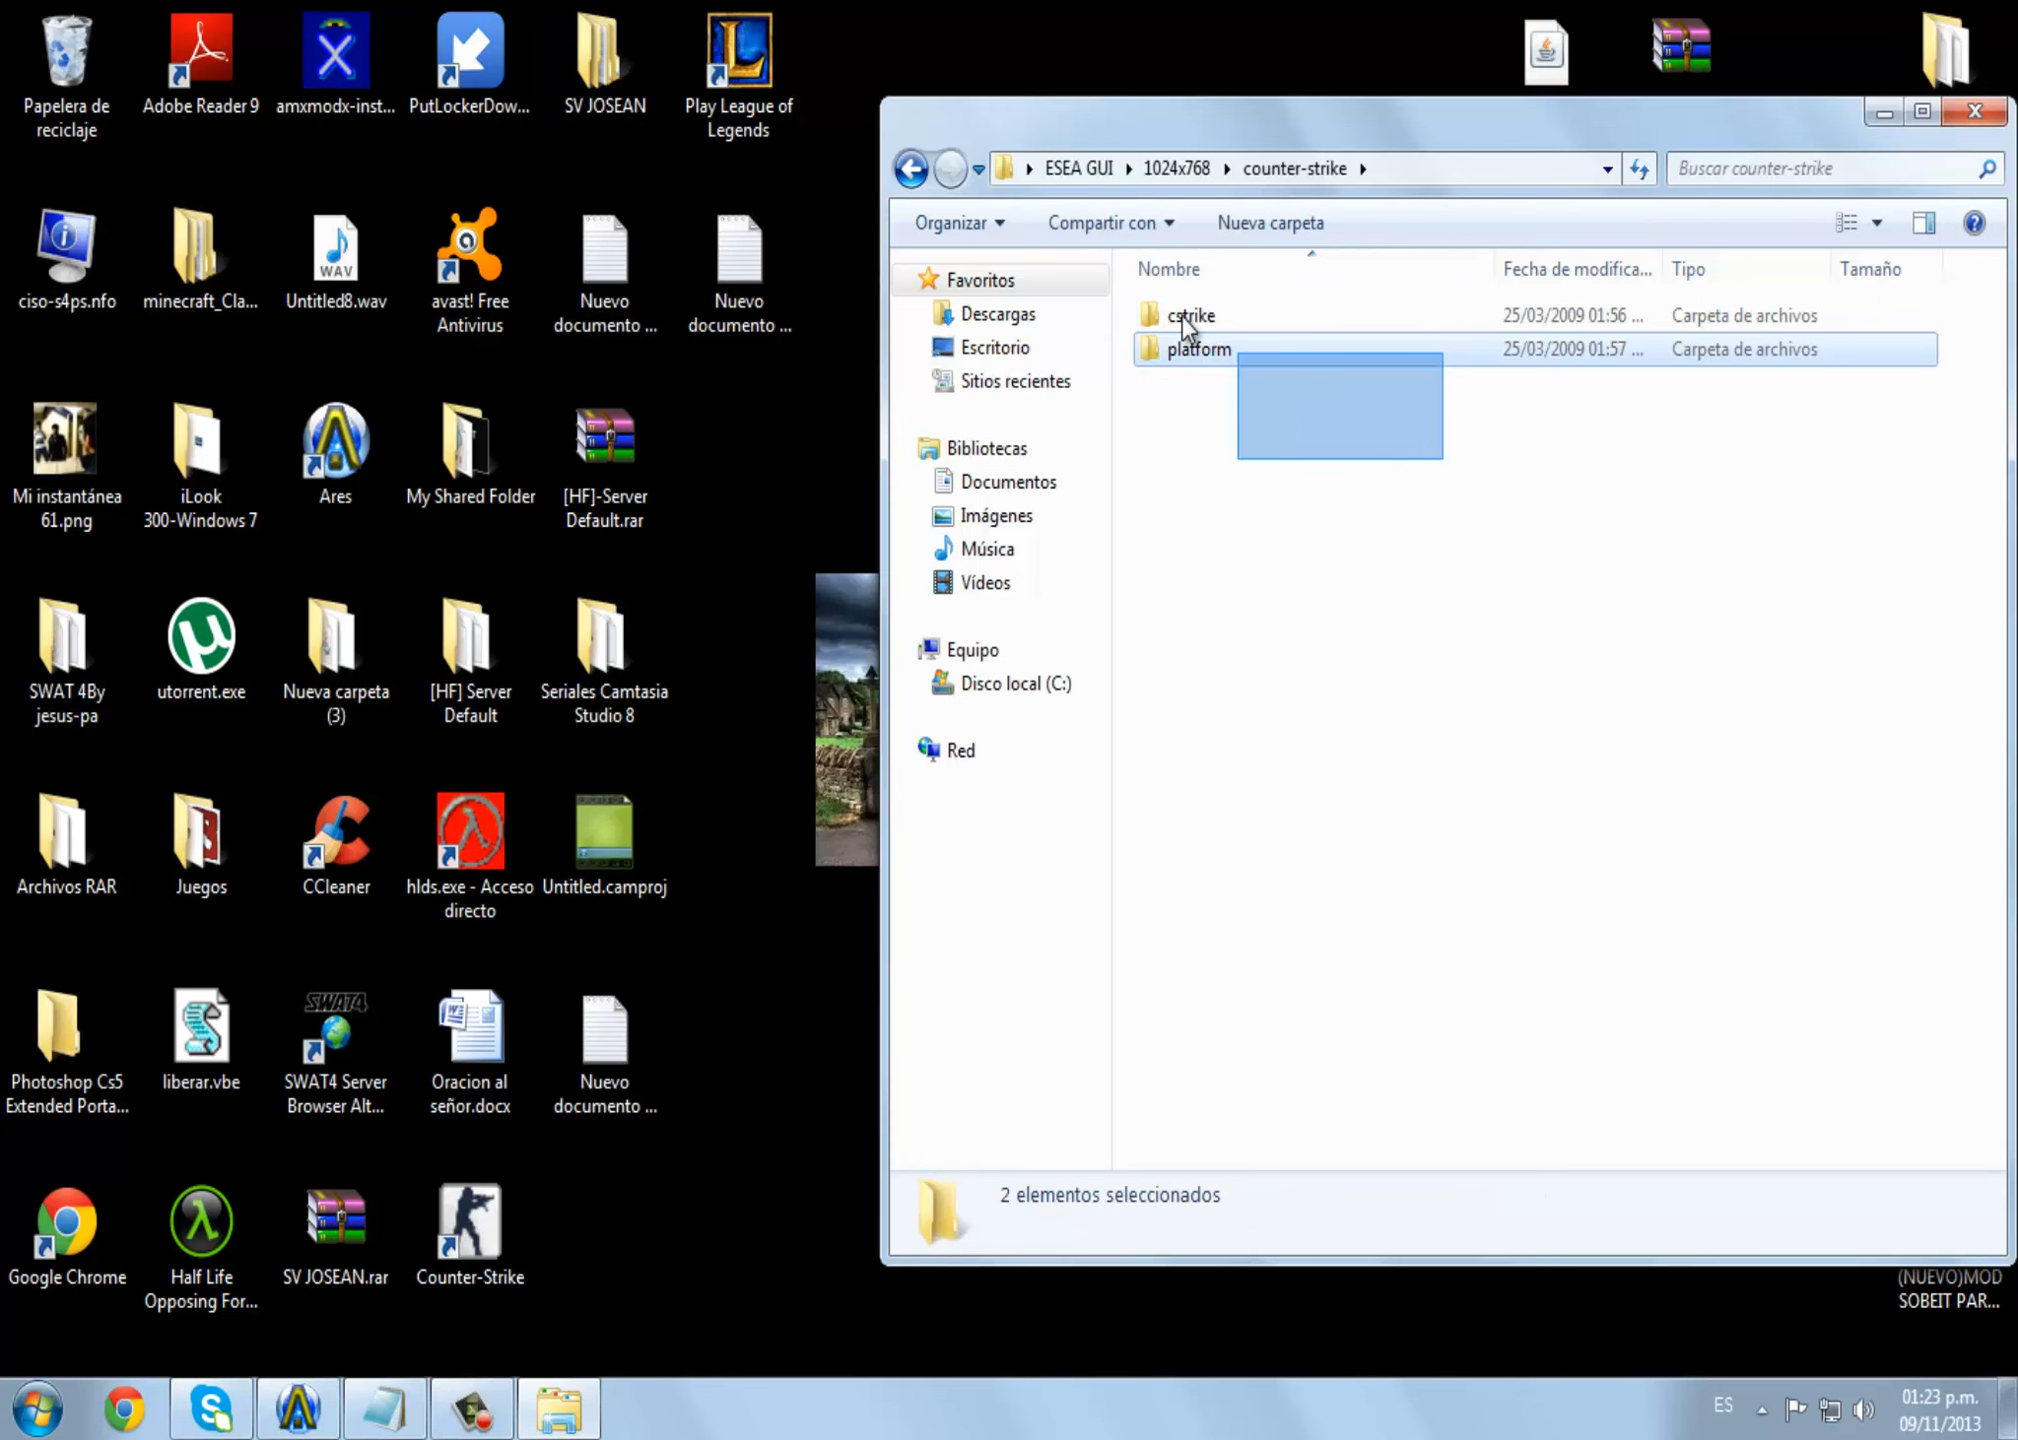 Papelera de
reciclaje
Adobe Reader 9
amxmodx-inst...
PutLockerDow...
SV JOSEAN
Play League of
Legends
ciso-s4ps.nfo
minecraft_Cla...
WAV
Untitled8.wav
avast! Free
Antivirus
Nuevo
documento ...
Nuevo
documento ...
Mi instantánea
61.png
iLook
300-Windows 7
Ares
My Shared Folder
[HF]-Server
Default.rar
SWAT 4By
jesus-pa
utorrent.exe
Nueva carpeta
(3)
[HF] Server
Default
Seriales Camtasia
Studio 8
Archivos RAR
Juegos
CCleaner
hlds.exe - Acceso
directo
Untitled.camproj
Photoshop Cs5
Extended Porta...
liberar.vbe
SWAT4
SWAT4 Server
Browser Alt...
Oracion al
señor.docx
Nuevo
documento ...
Google Chrome
Half Life
Opposing For...
SV JOSEAN.rar
Counter-Strike
ESEA GUI
1024x768
counter-strike
Buscar counter-strike
Organizar
Compartir con
Nueva carpeta
Favoritos
Descargas
Escritorio
Sitios recientes
Bibliotecas
Documentos
Imágenes
Música
Vídeos
Equipo
Disco local (C:)
Red
Nombre
Fecha de modifica...
Tipo
Tamaño
cstrike
25/03/2009 01:56 ...
Carpeta de archivos
platform
25/03/2009 01:57 ...
Carpeta de archivos
2 elementos seleccionados
(NUEVO)MOD
SOBEIT PAR...
ES
01:23 p.m.
09/11/2013